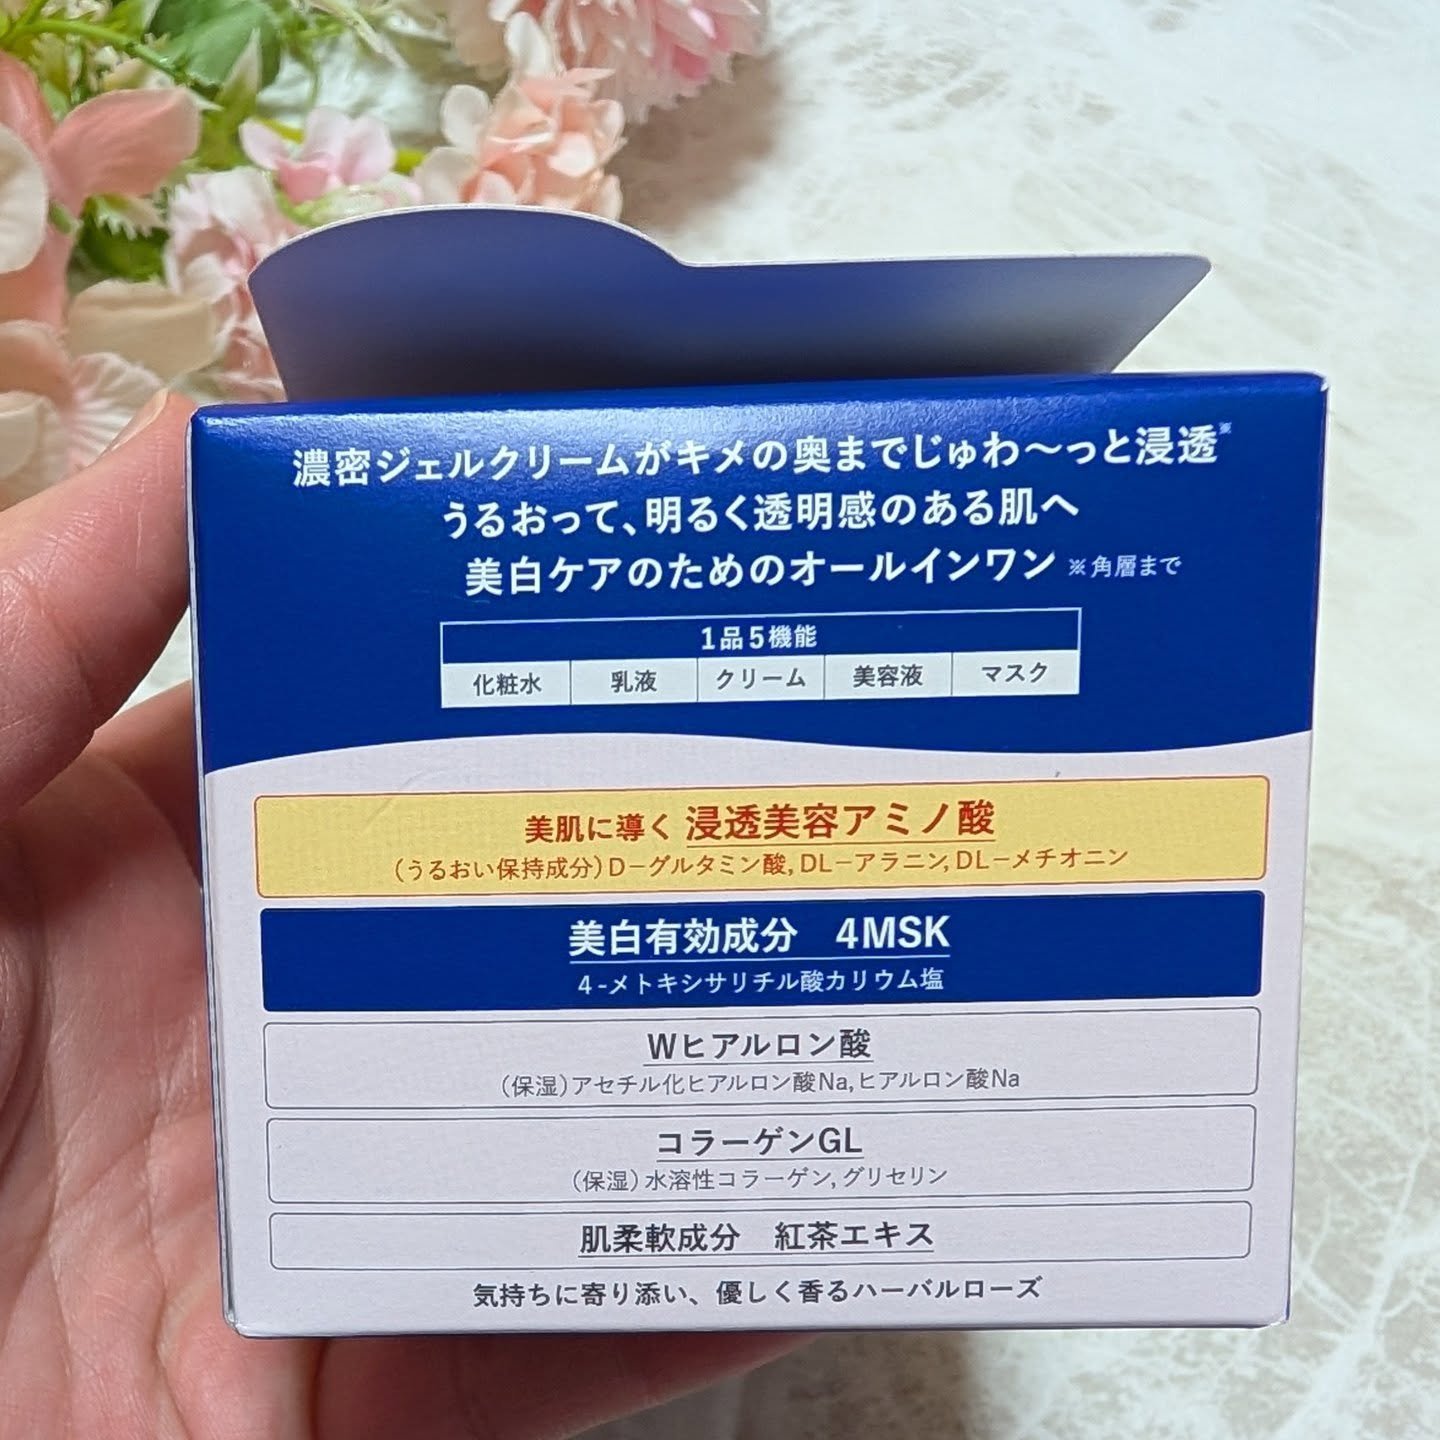 濃密ジェルクリームがキメの奥までじゅわ〜っと浸透※
うるおって、明るく透明感のある肌へ
美白ケアのためのオールインワン ※角層まで
1品5機能
化粧水 乳液 クリーム 美容液 マスク
美肌に導く 浸透美容アミノ酸
(うるおい保持成分)D-グルタミン酸,DL-アラニン,DL-メチオニン
美白有効成分 4MSK
4-メトキシサリチル酸カリウム塩
Wヒアルロン酸
(保湿)アセチル化ヒアルロン酸Na,ヒアルロン酸Na
コラーゲンGL
(保湿)水溶性コラーゲン,グリセリン
肌柔軟成分 紅茶エキス
気持ちに寄り添い、優しく香るハーバルローズ